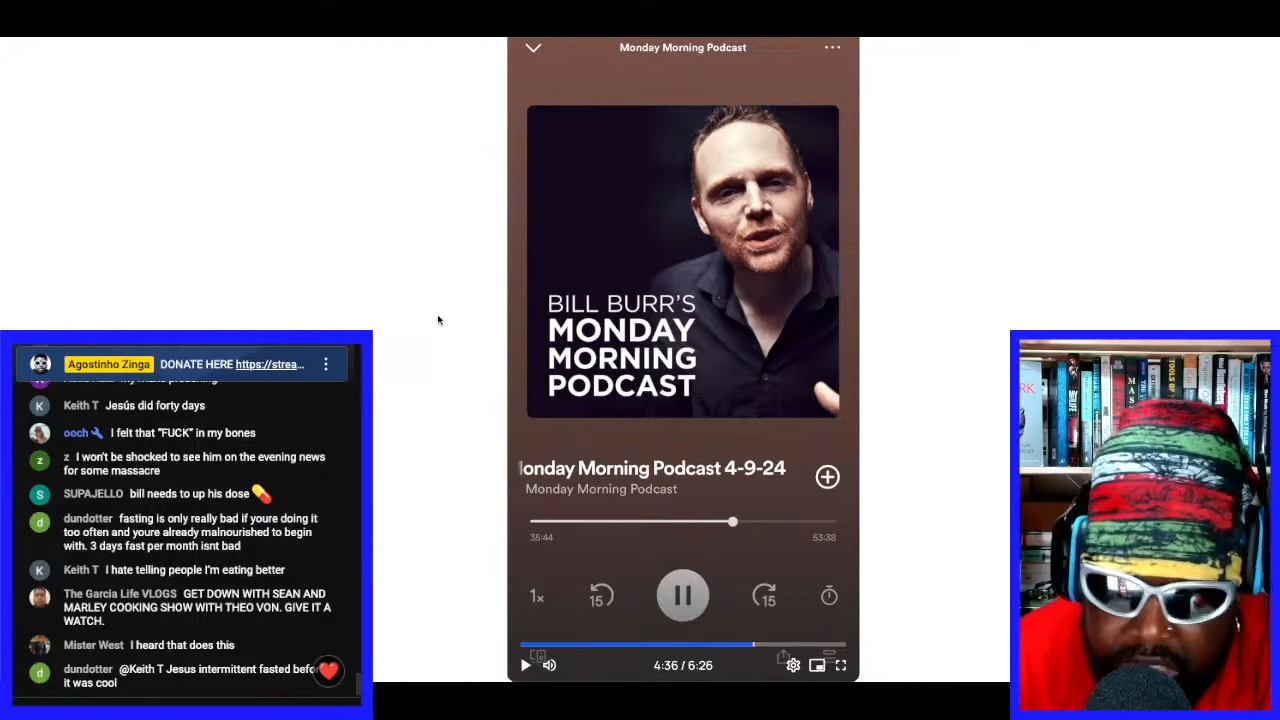 Monday Morning Podcast
BILL BURR'S
MONDAY
MORNING
PODCAST
onday Morning Podcast 4-9-24
Monday Morning Podcast
35:44
53:38
1x
15
15
4:36 / 6:26
Agostinho Zinga DONATE HERE https://strea...
Keith T Jesús did forty days
ooch I felt that “FUCK” in my bones
z I won't be shocked to see him on the evening news
for some massacre
SUPAJELLO bill needs to up his dose 💊
dundotter fasting is only really bad if youre doing it
too often and youre already malnourished to begin
with. 3 days fast per month isnt bad
Keith T I hate telling people I'm eating better
The Garcia Life VLOGS GET DOWN WITH SEAN AND
MARLEY COOKING SHOW WITH THEO VON. GIVE IT A
WATCH.
Mister West I heard that does this
dundotter @Keith T Jesus intermittent fasted befo
it was cool